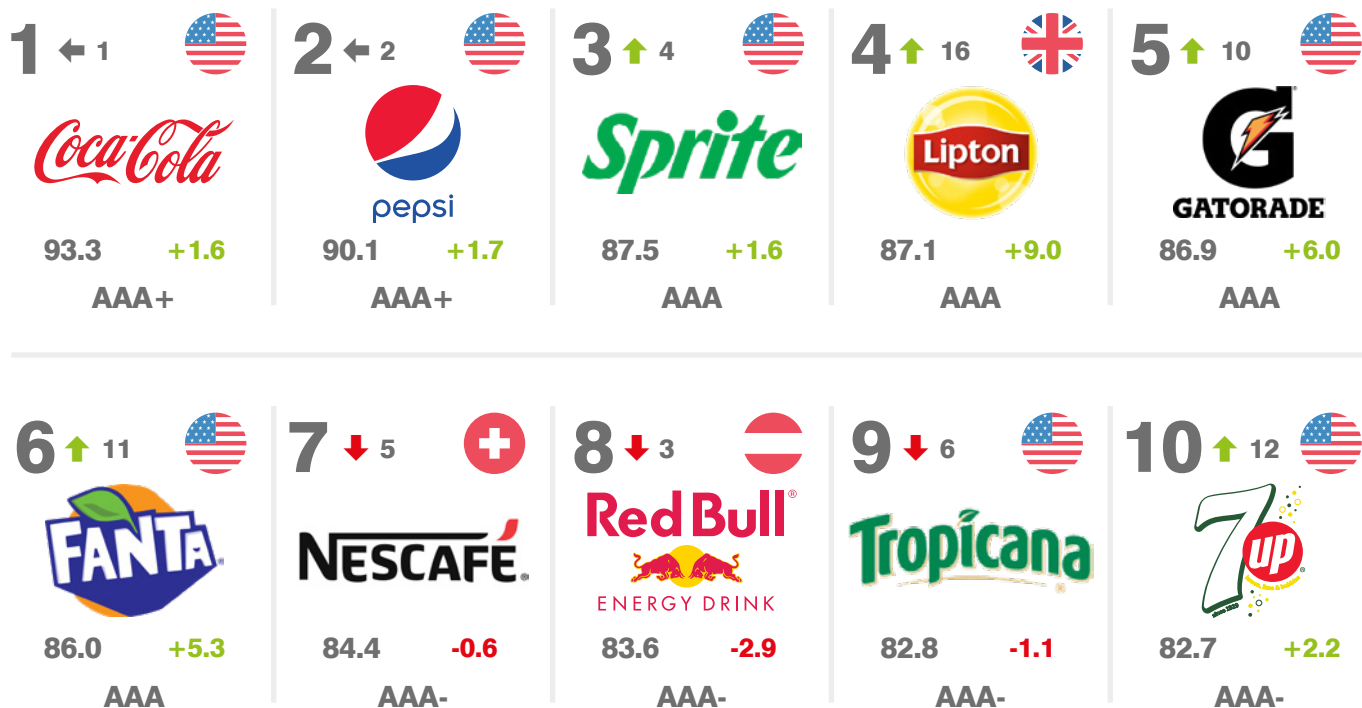 1 1
Coca-Cola
93.3 +1.6
AAA+
2 2
pepsi
90.1 +1.7
AAA+
3 4
Sprite
87.5 +1.6
AAA
4 16
Lipton
87.1 +9.0
AAA
5 10
G
GATORADE
86.9 +6.0
AAA
6 11
FANTA
86.0 +5.3
AAA
7 5
NESCAFÉ
84.4 -0.6
AAA-
8 3
Red Bull
ENERGY DRINK
83.6 -2.9
AAA-
9 6
Tropicana
82.8 -1.1
AAA-
10 12
7up
since 1929
82.7 +2.2
AAA-